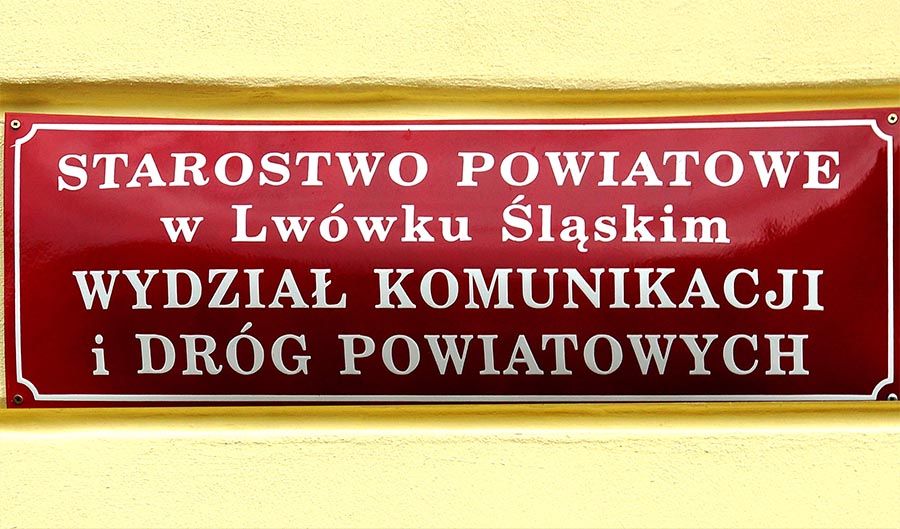 STAROSTWO POWIATOWE
w Lwówku Śląskim
WYDZIAŁ KOMUNIKACJI
i DRÓG POWIATOWYCH